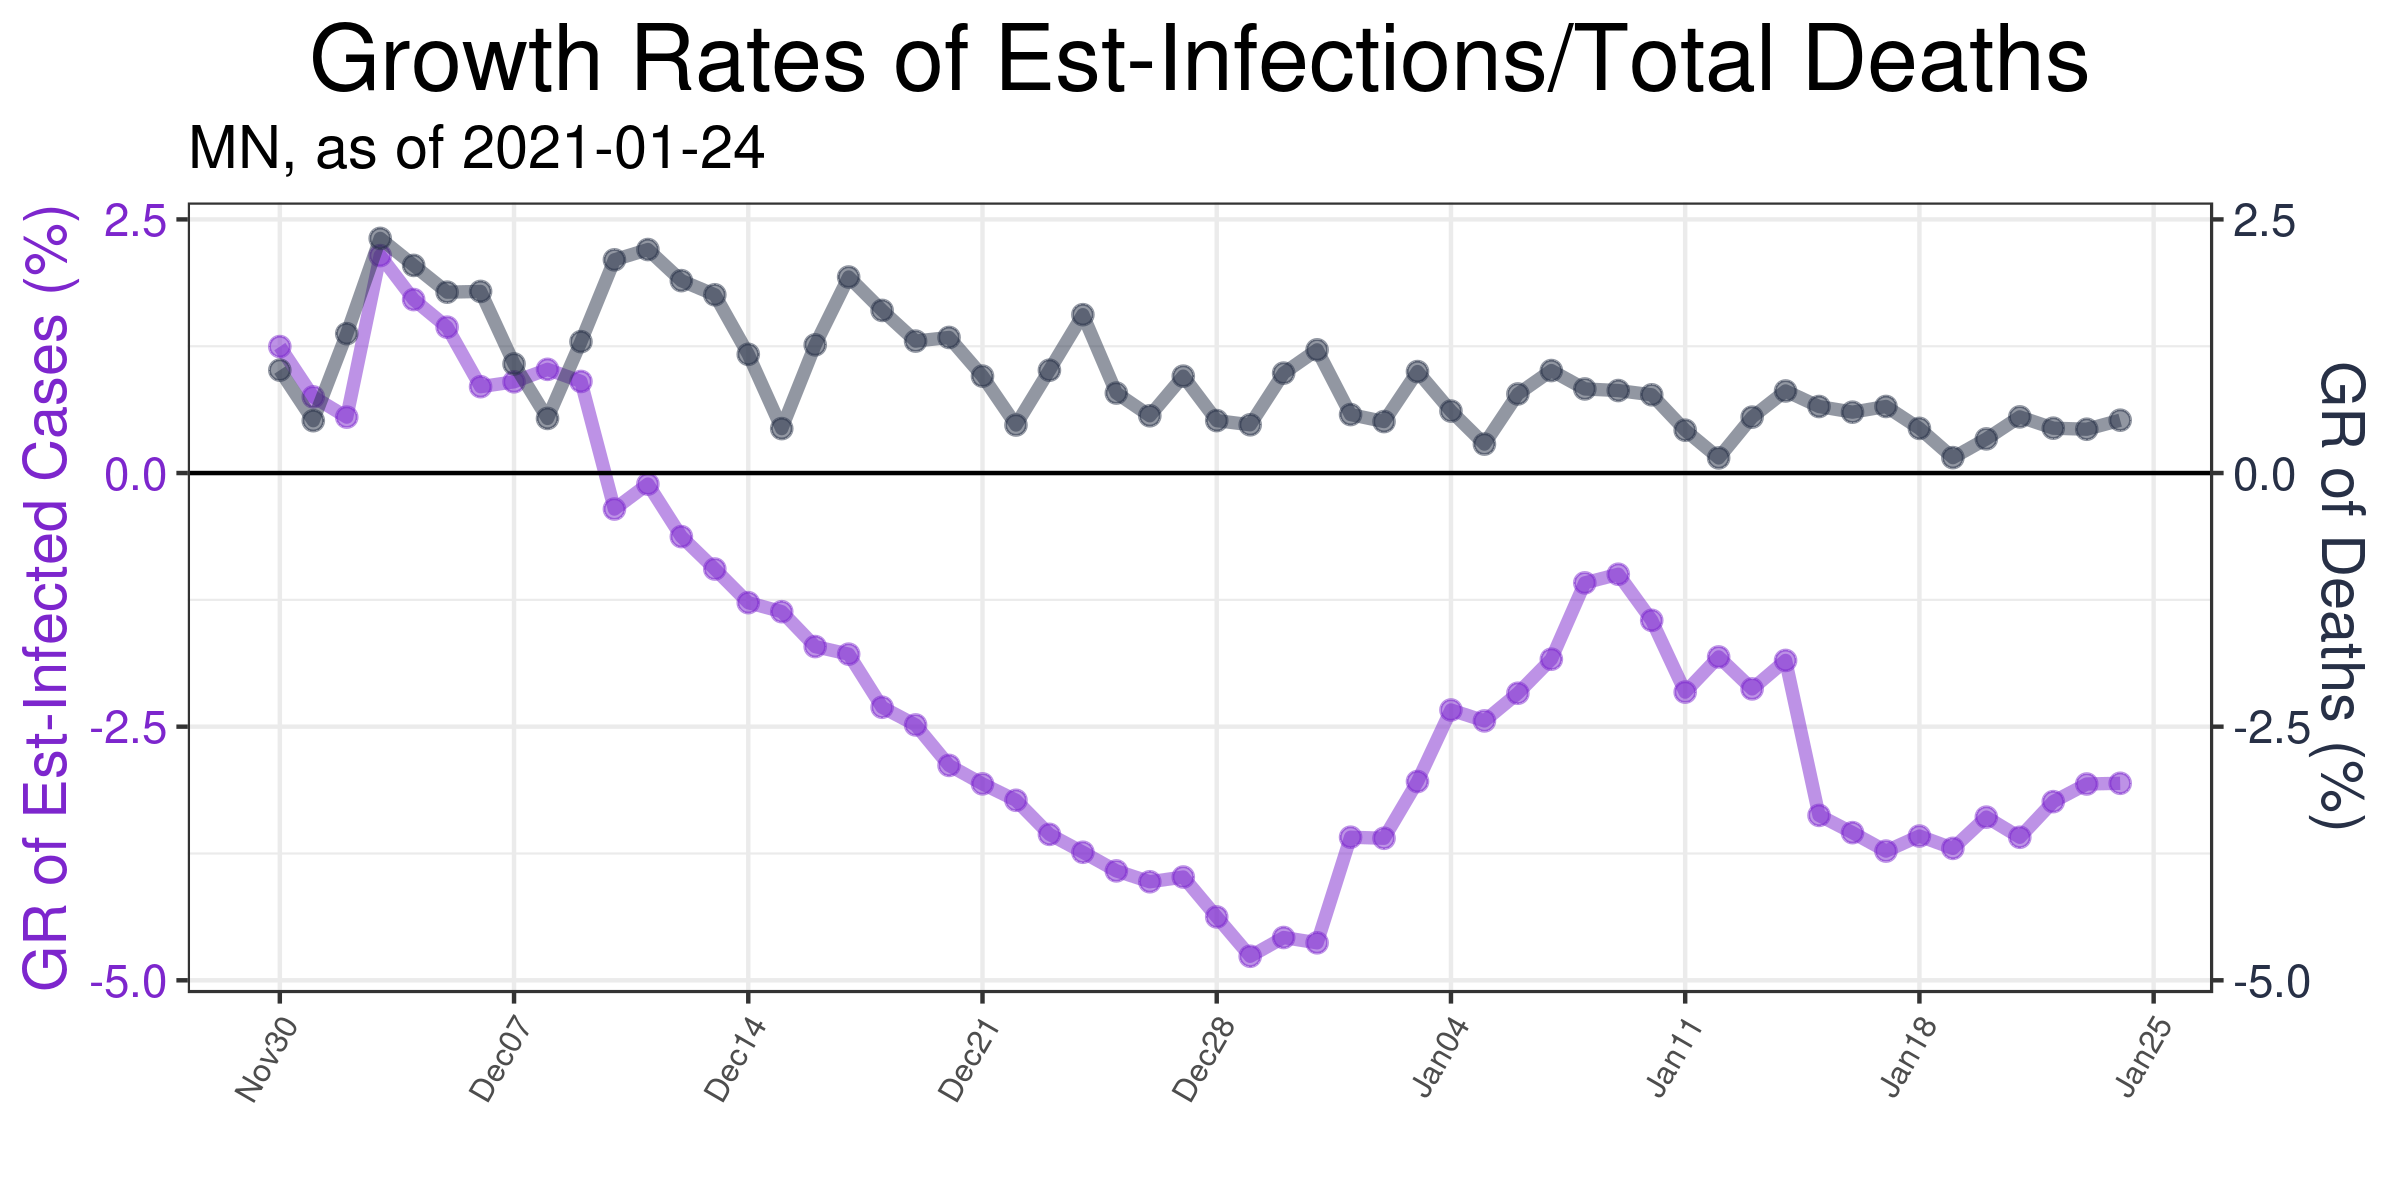 Growth Rates of Est-Infections/Total Deaths
MN, as of 2021-01-24
GR of Est-Infected Cases (%)
2.5
0.0
-2.5
-5.0
2.5
0.0
-2.5
-5.0
GR of Deaths (%)
Nov30
Dec07
Dec14
Dec21
Dec28
Jan04
Jan11
Jan18
Jan25